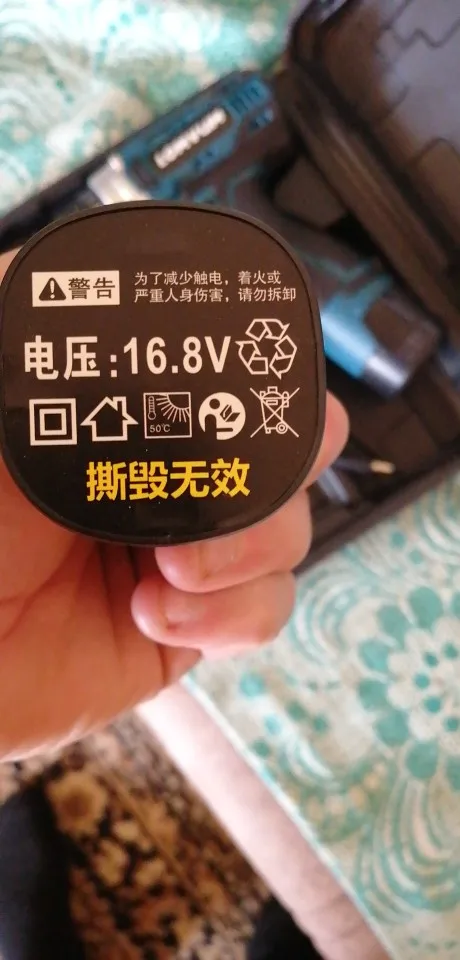 警告
为了减少触电，着火或
严重人身伤害，请勿拆卸
电压:16.8V
50℃
撕毁无效